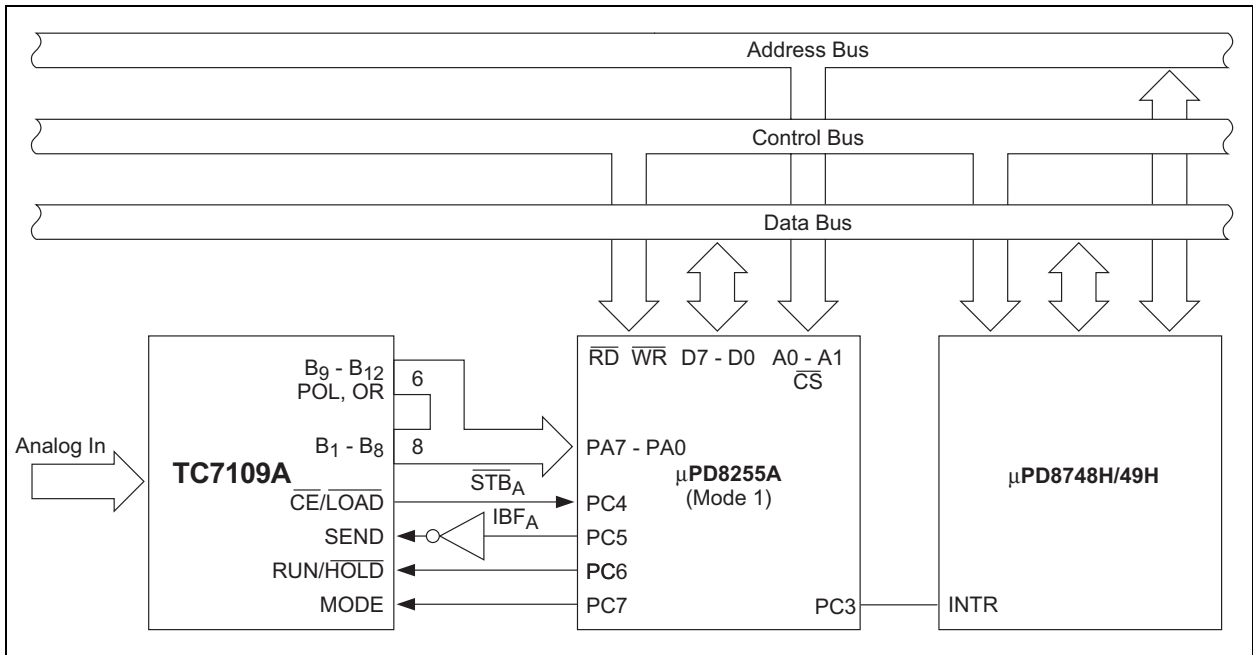 Address Bus
Control Bus
Data Bus
Analog In
TC7109A
B9 - B12
POL, OR
6
B1 - B8
8
CE/LOAD
SEND
RUN/HOLD
MODE
STBA
IBFA
RD WR D7 - D0 A0 - A1
CS
PA7 - PA0
µPD8255A
(Mode 1)
PC4
PC5
PC6
PC7
PC3
µPD8748H/49H
INTR